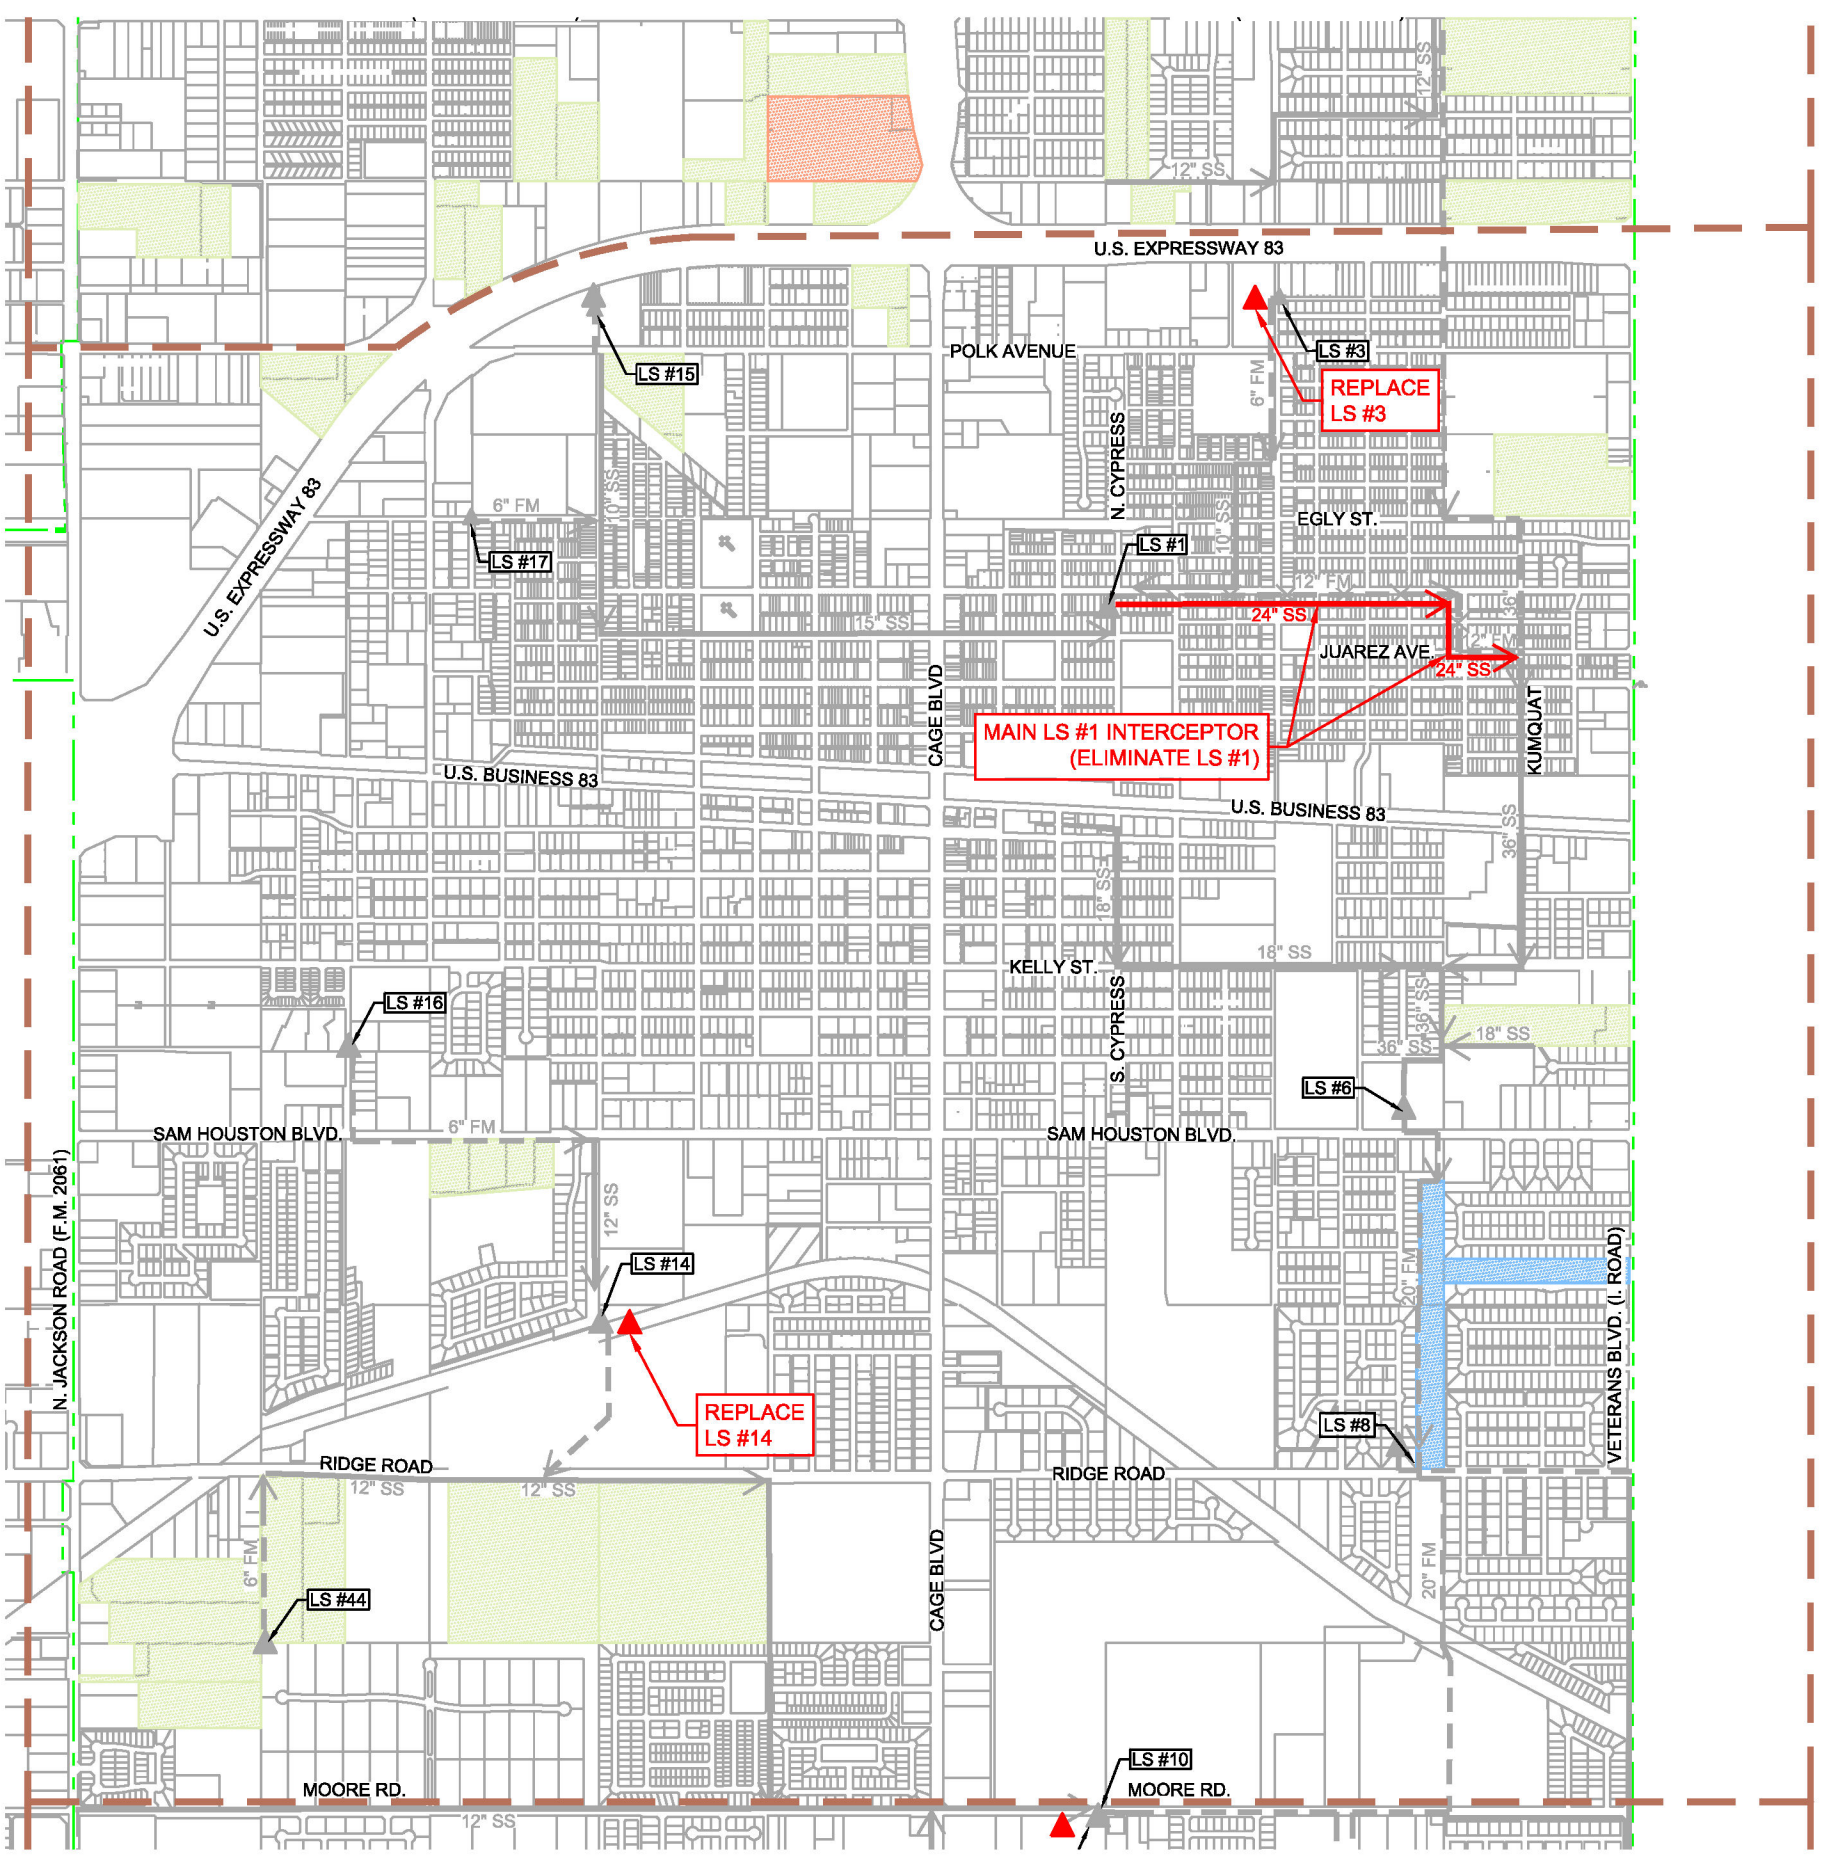 12" SS
12" SS
U.S. EXPRESSWAY 83
POLK AVENUE
LS #3
LS #15
6" FM
REPLACE
LS #3
N. CYPRESS
U.S. EXPRESSWAY 83
6" FM
10" SS
LS #17
EGLY ST.
10" SS
LS #1
12" FM
36"
24" SS
15" SS
2" FM
JUAREZ AVE.
24" SS
CAGE BLVD
MAIN LS #1 INTERCEPTOR
(ELIMINATE LS #1)
KUMQUAT
U.S. BUSINESS 83
U.S. BUSINESS 83
36" SS
18" SS
18" SS
KELLY ST.
LS #16
36" SS
S. CYPRESS
18" SS
36" SS
LS #6
6" FM
SAM HOUSTON BLVD.
SAM HOUSTON BLVD.
12" SS
N. JACKSON ROAD (F.M. 2061)
LS #14
20" FM
VETERANS BLVD. (I. ROAD)
REPLACE
LS #14
LS #8
RIDGE ROAD
RIDGE ROAD
12" SS
12" SS
6" FM
CAGE BLVD
20" FM
LS #44
LS #10
MOORE RD.
MOORE RD.
12" SS